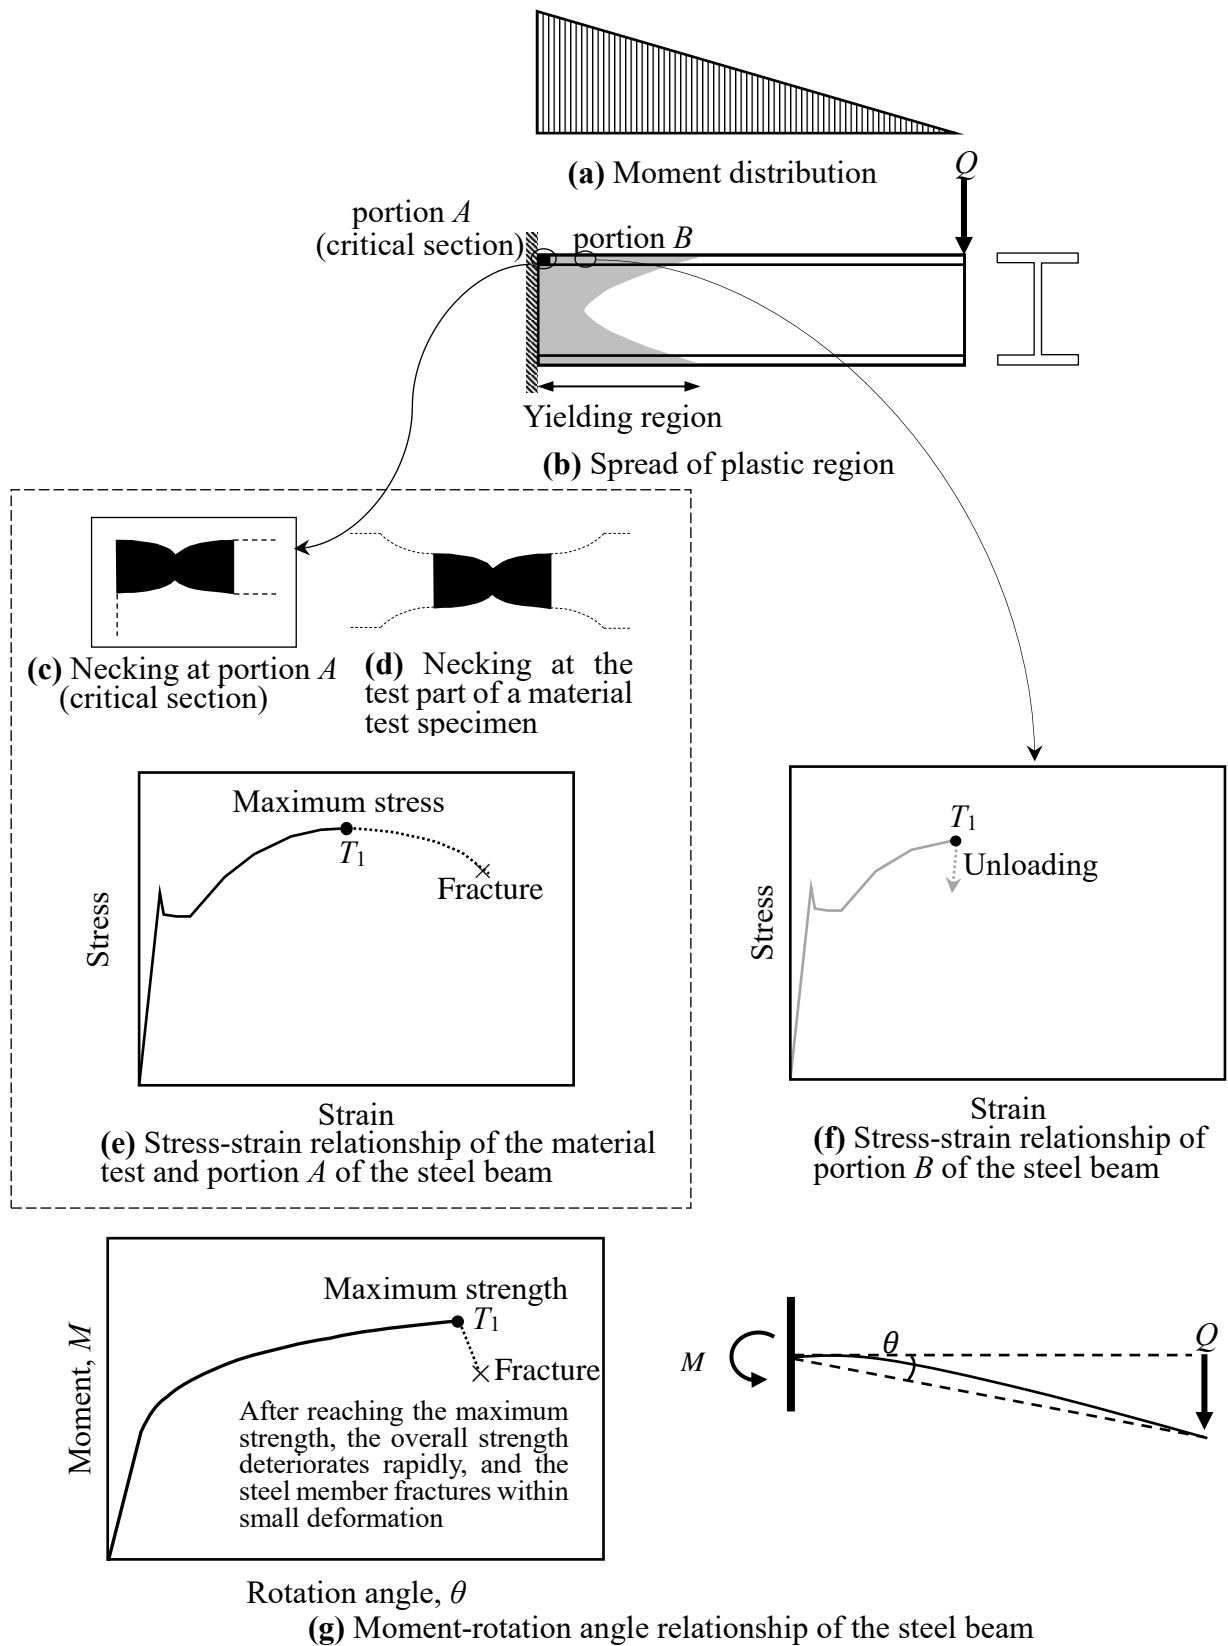 (a) Moment distribution
Q
portion A
(critical section)
portion B
Yielding region
(b) Spread of plastic region
(c) Necking at portion A
(critical section)
(d) Necking at the
test part of a material
test specimen
Maximum stress
T1
Fracture
Stress
Strain
(e) Stress-strain relationship of the material
test and portion A of the steel beam
T1
Unloading
Stress
Strain
(f) Stress-strain relationship of
portion B of the steel beam
Maximum strength
T1
Fracture
After reaching the maximum
strength, the overall strength
deteriorates rapidly, and the
steel member fractures within
small deformation
Moment, M
Rotation angle, θ
M
θ
Q
(g) Moment-rotation angle relationship of the steel beam